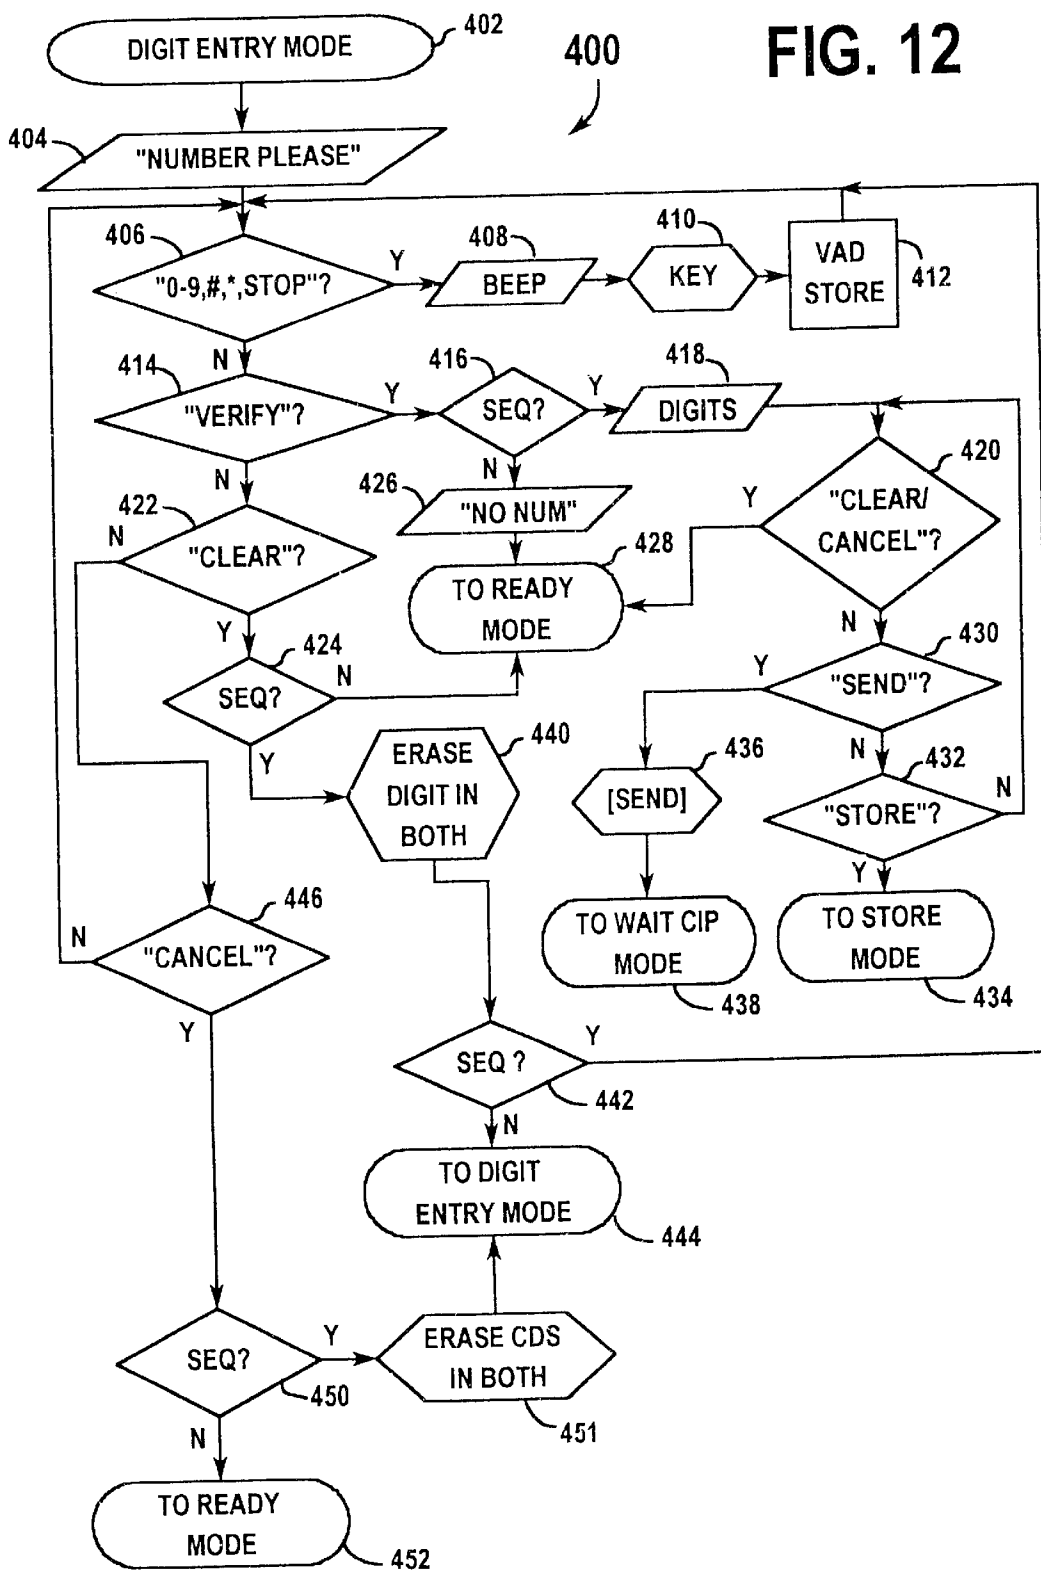 FIG. 12
400
DIGIT ENTRY MODE
402
404
"NUMBER PLEASE"
406
"0-9,#,*,STOP"?
Y
408
BEEP
410
KEY
VAD
STORE
412
N
414
"VERIFY"?
Y
416
SEQ?
Y
418
DIGITS
N
N
426
"NO NUM"
420
"CLEAR/
CANCEL"?
Y
N
422
N
"CLEAR"?
Y
428
TO READY
MODE
424
SEQ?
N
Y
430
"SEND"?
Y
N
432
"STORE"?
N
Y
436
[SEND]
440
ERASE
DIGIT IN
BOTH
TO WAIT CIP
MODE
438
TO STORE
MODE
434
446
"CANCEL"?
N
Y
SEQ ?
Y
442
N
TO DIGIT
ENTRY MODE
444
SEQ?
Y
450
N
ERASE CDS
IN BOTH
451
TO READY
MODE
452